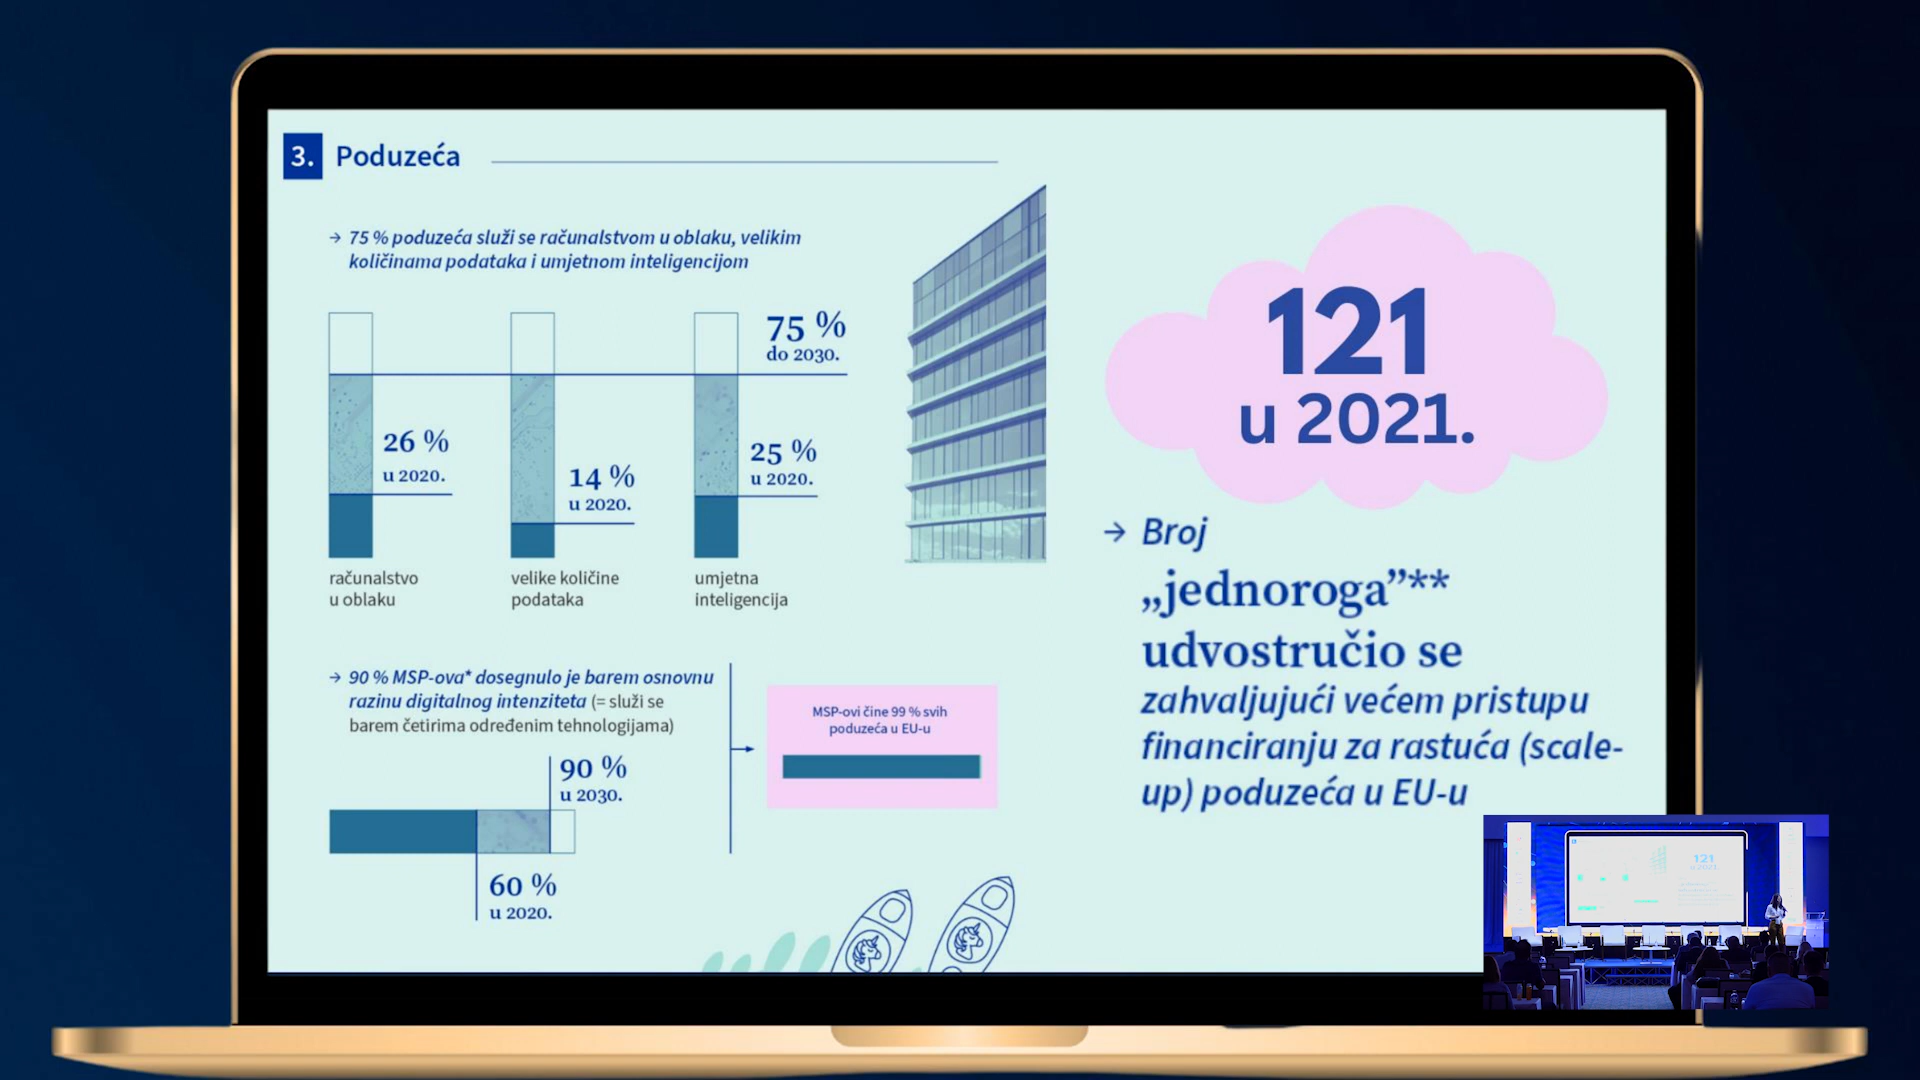 3. Poduzeća
→ 75 % poduzeća služi se računalstvom u oblaku, velikim
količinama podataka i umjetnom inteligencijom
75 %
do 2030.
26 %
u 2020.
14 %
u 2020.
25 %
u 2020.
računalstvo
u oblaku
velike količine
podataka
umjetna
inteligencija
→ 90 % MSP-ova* dosegnulo je barem osnovnu
razinu digitalnog intenziteta (= služi se
barem četirima određenim tehnologijama)
90 %
u 2030.
60 %
u 2020.
MSP-ovi čine 99 % svih
poduzeća u EU-u
121
u 2021.
→ Broj
„jednoroga”**
udvostručio se
zahvaljujući većem pristupu
financiranju za rastuća (scale-
up) poduzeća u EU-u
121
u 2021.